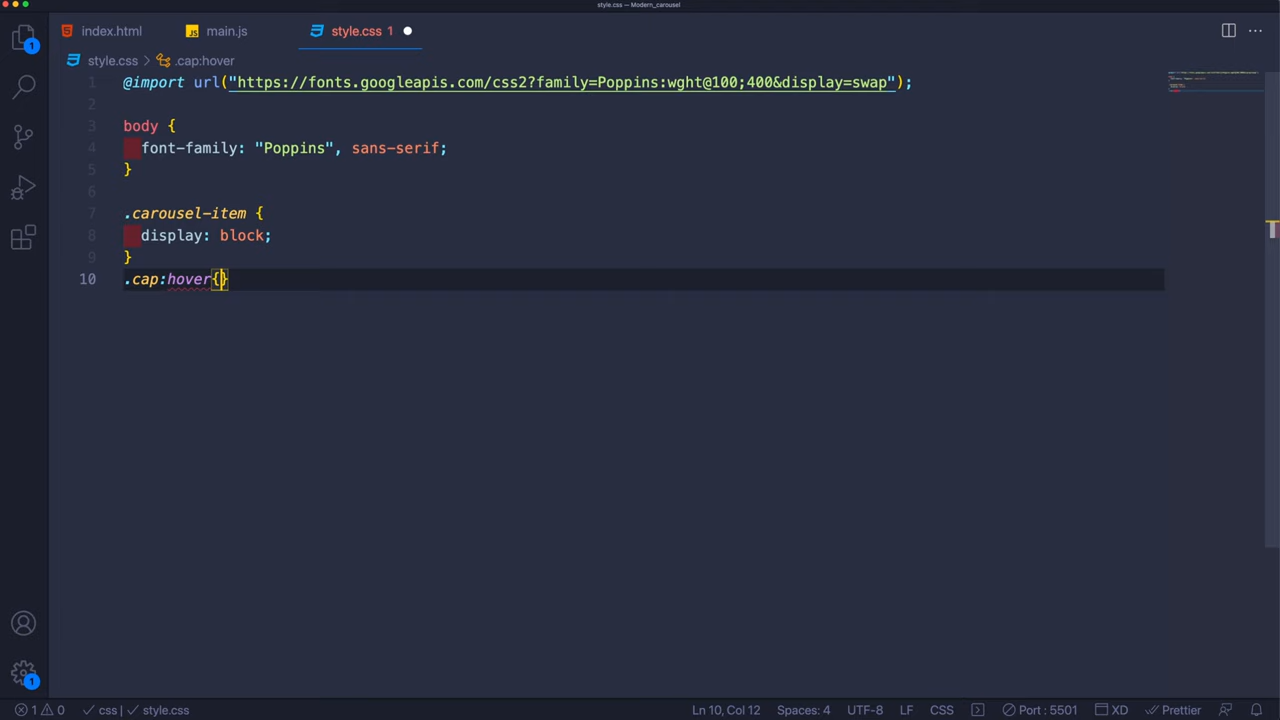 style.css — Modern_carousel
index.html
main.js
style.css 1
style.css > .cap:hover
1 @import url("https://fonts.googleapis.com/css2?family=Poppins:wght@100;400&display=swap");
2
3 body {
4 font-family: "Poppins", sans-serif;
5 }
6
7 .carousel-item {
8 display: block;
9 }
10 .cap:hover{}
1
1
1 0 css | style.css Ln 10, Col 12 Spaces: 4 UTF-8 LF CSS Port : 5501 XD Prettier